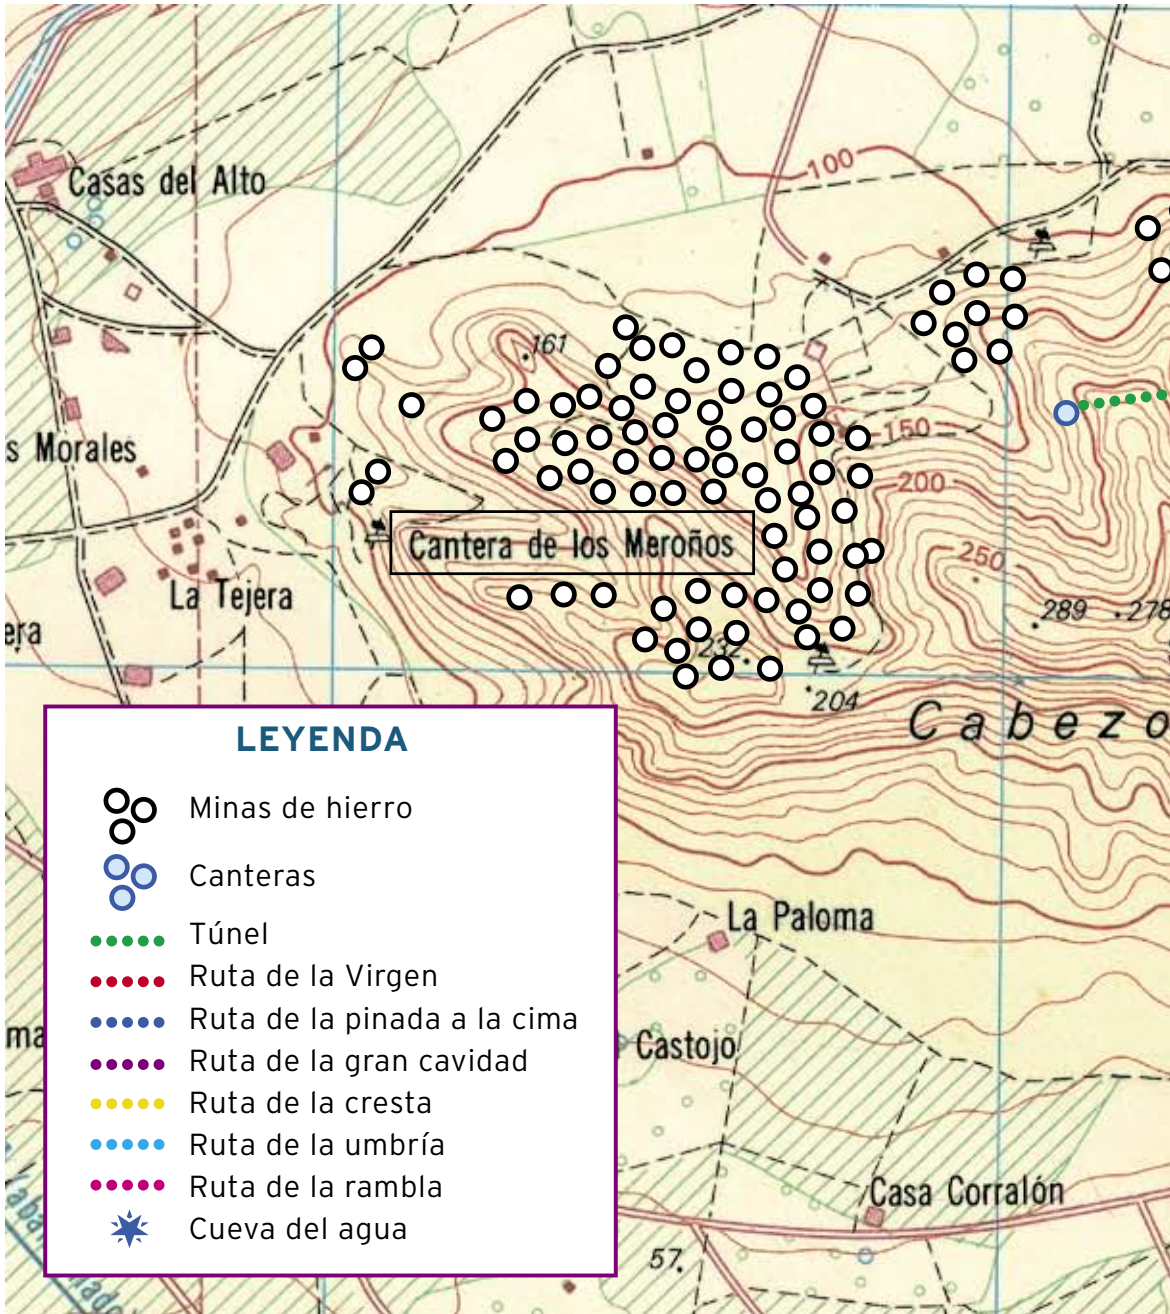 Casas del Alto
100
161
s Morales
150
200
Cantera de los Meroños
250
La Tejera
289
278
era
232
204
Cabezo
LEYENDA
Minas de hierro
Canteras
Túnel
Ruta de la Virgen
Ruta de la pinada a la cima
Ruta de la gran cavidad
Ruta de la cresta
Ruta de la umbría
Ruta de la rambla
Cueva del agua
La Paloma
ma
Castojo
Casa Corralón
57